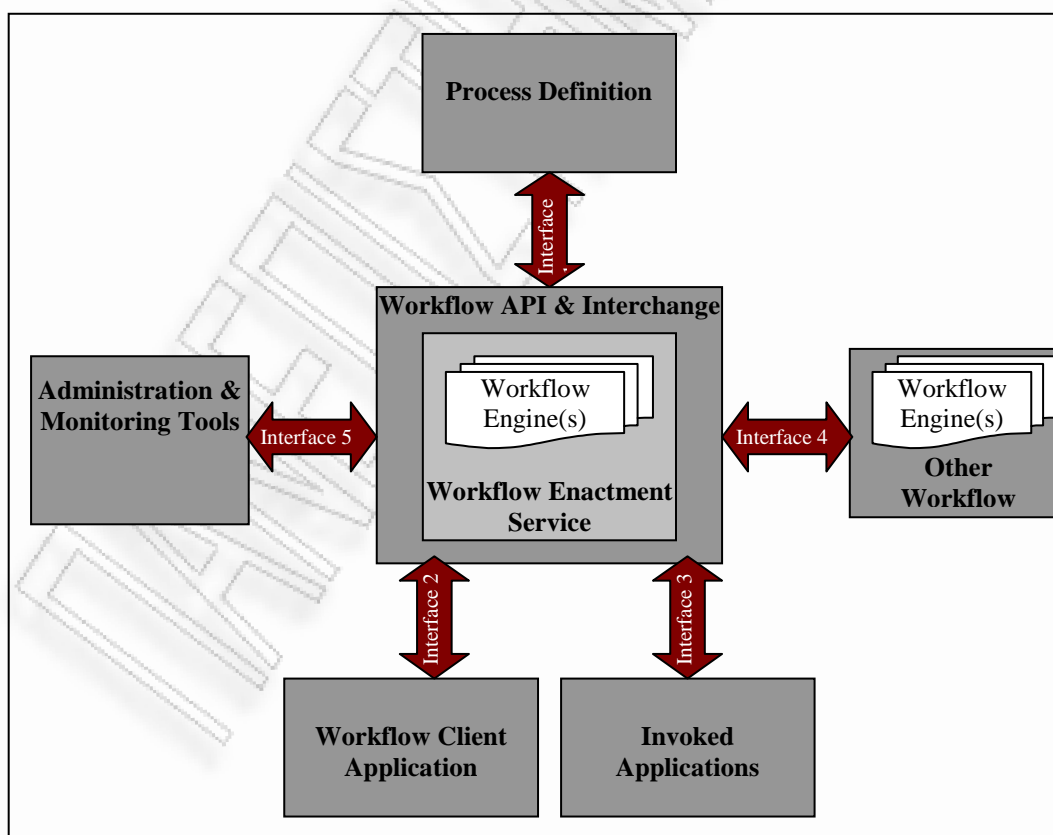 Process Definition
Interface
Workflow API & Interchange
Workflow
Engine(s)
Workflow Enactment
Service
Administration &
Monitoring Tools
Interface 5
Interface 4
Workflow
Engine(s)
Other
Workflow
Interface 2
Interface 3
Workflow Client
Application
Invoked
Applications